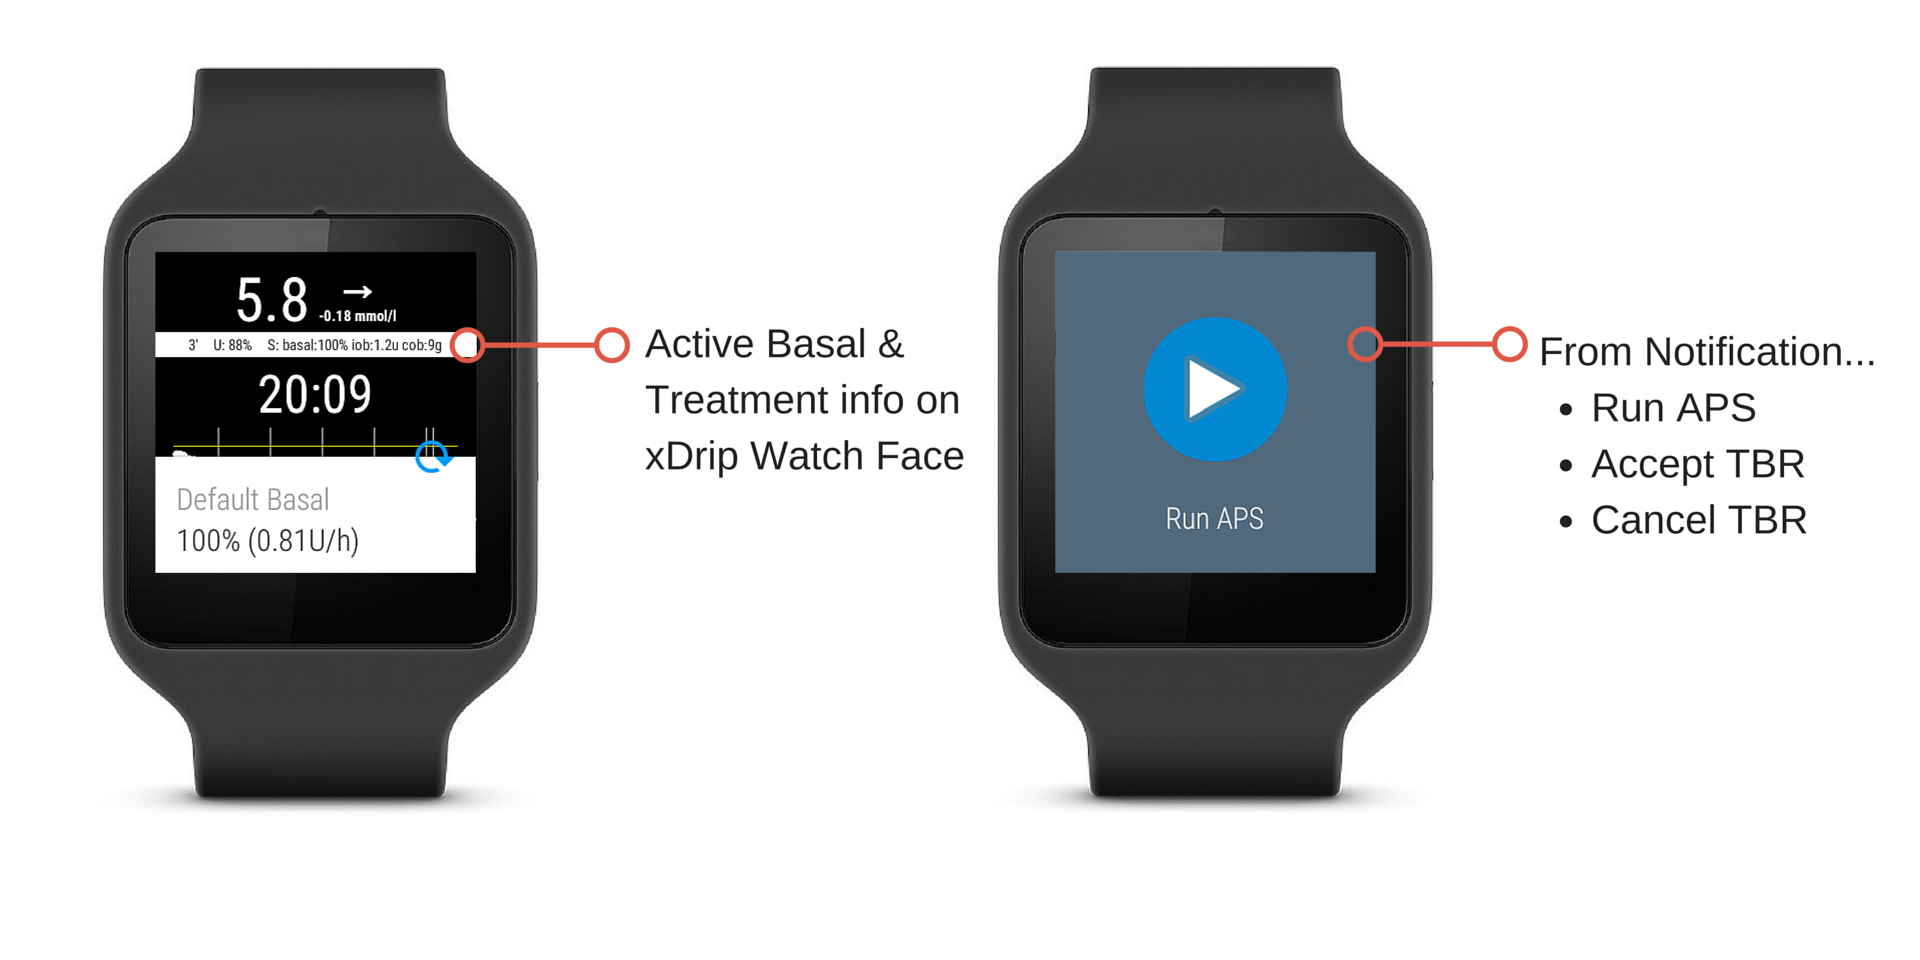 5.8 →
-0.18 mmol/l
3' U: 88% S: basal:100% iob:1.2u cob:9g
20:09
Default Basal
100% (0.81U/h)
Active Basal &
Treatment info on
xDrip Watch Face
Run APS
From Notification...
• Run APS
• Accept TBR
• Cancel TBR